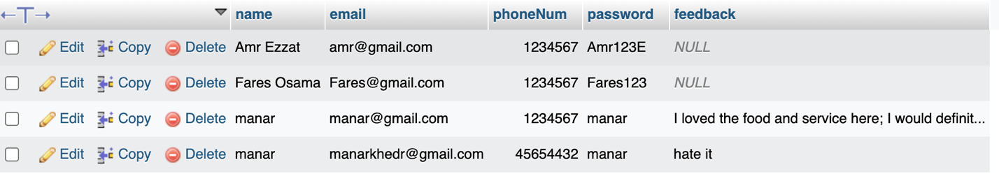 name email phoneNum password feedback
Edit Copy Delete Amr Ezzat amr@gmail.com 1234567 Amr123E NULL
Edit Copy Delete Fares Osama Fares@gmail.com 1234567 Fares123 NULL
Edit Copy Delete manar manar@gmail.com 1234567 manar I loved the food and service here; I would definit...
Edit Copy Delete manar manarkhedr@gmail.com 45654432 manar hate it